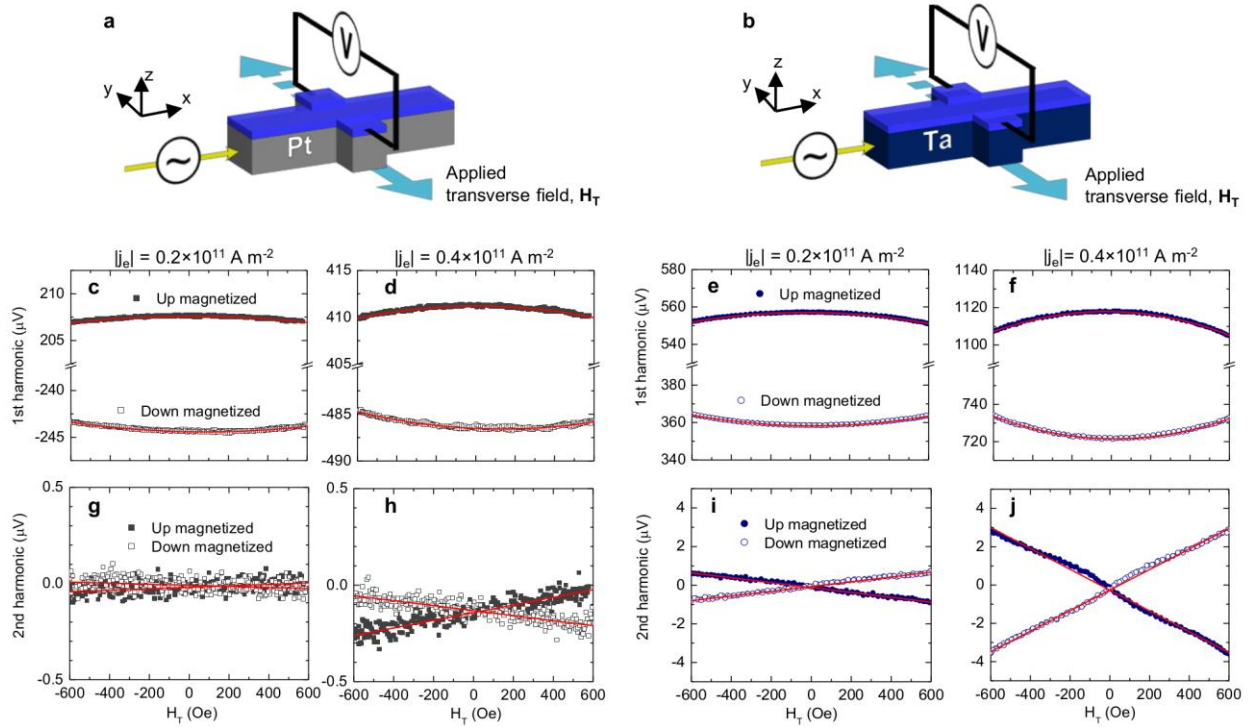 a
V
z
y
x
Pt
~
Applied
transverse field, H_T
b
V
z
y
x
Ta
~
Applied
transverse field, H_T
|j_e| = 0.2×10^11 A m^-2
|j_e| = 0.4×10^11 A m^-2
c
Up magnetized
210
207
205
-242
Down magnetized
-245
1st harmonic (μV)
d
415
410
405
-485
-490
|j_e| = 0.2×10^11 A m^-2
|j_e| = 0.4×10^11 A m^-2
e
580
Up magnetized
560
540
380
Down magnetized
360
340
1st harmonic (μV)
f
1140
1120
1100
740
720
g
0.5
Up magnetized
Down magnetized
0.0
-0.5
2nd harmonic (μV)
-600 -400 -200 0 200 400 600
H_T (Oe)
h
0.5
0.0
-0.5
-600 -400 -200 0 200 400 600
H_T (Oe)
i
4
Up magnetized
2
Down magnetized
0
-2
-4
2nd harmonic (μV)
-600 -400 -200 0 200 400 600
H_T (Oe)
j
4
2
0
-2
-4
-600 -400 -200 0 200 400 600
H_T (Oe)